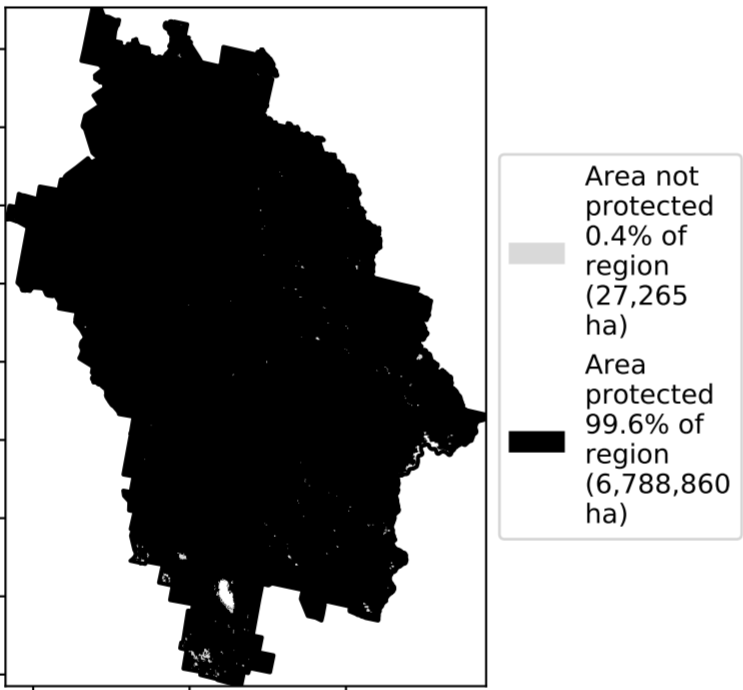 Area not
protected
0.4% of
region
(27,265
ha)
Area
protected
99.6% of
region
(6,788,860
ha)